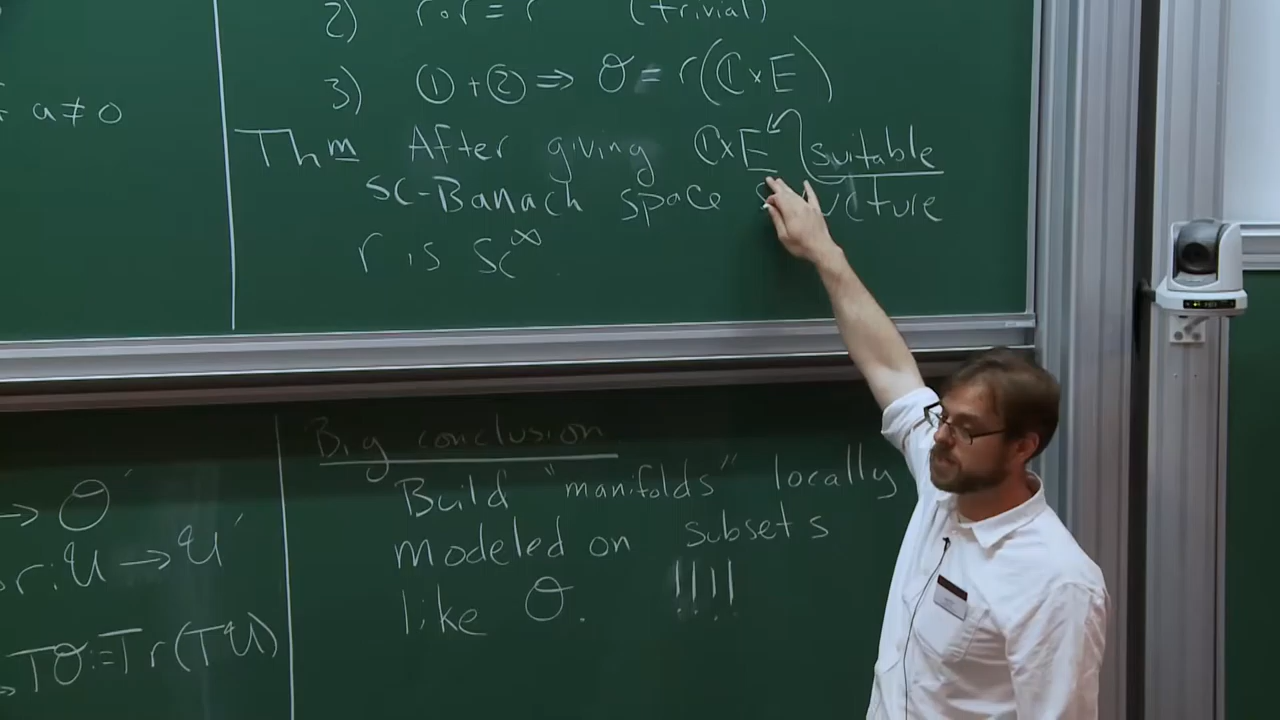 2) r∘r = r (trivial)
3) ① + ② ⇒ O = r(ℂ×E)
a ≠ 0
Thm After giving ℂ×E suitable
sc-Banach space structure
r is sc^∞
Big conclusion
Build "manifolds" locally
modeled on subsets
like O. !!!!
→ O'
r: U → U'
TO := Tr(TU)